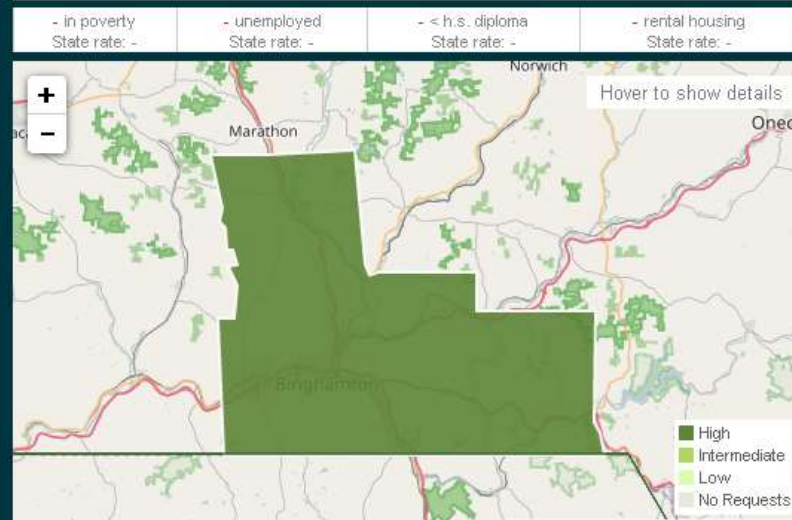 - in poverty
State rate: -
- unemployed
State rate: -
- < h.s. diploma
State rate: -
- rental housing
State rate: -
+
−
Norwich
Hover to show details
Marathon
Binghamton
High
Intermediate
Low
No Requests